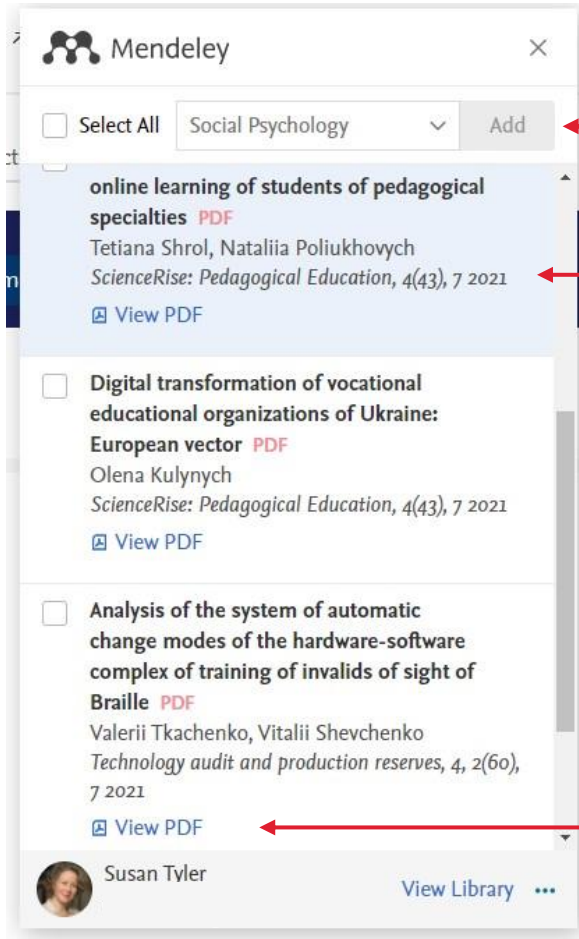 Mendeley
Select All Social Psychology Add
online learning of students of pedagogical
specialties PDF
Tetiana Shrol, Nataliia Poliukhovych
ScienceRise: Pedagogical Education, 4(43), 7 2021
View PDF
Digital transformation of vocational
educational organizations of Ukraine:
European vector PDF
Olena Kulynych
ScienceRise: Pedagogical Education, 4(43), 7 2021
View PDF
Analysis of the system of automatic
change modes of the hardware-software
complex of training of invalids of sight of
Braille PDF
Valerii Tkachenko, Vitalii Shevchenko
Technology audit and production reserves, 4, 2(60),
7 2021
View PDF
Susan Tyler
View Library